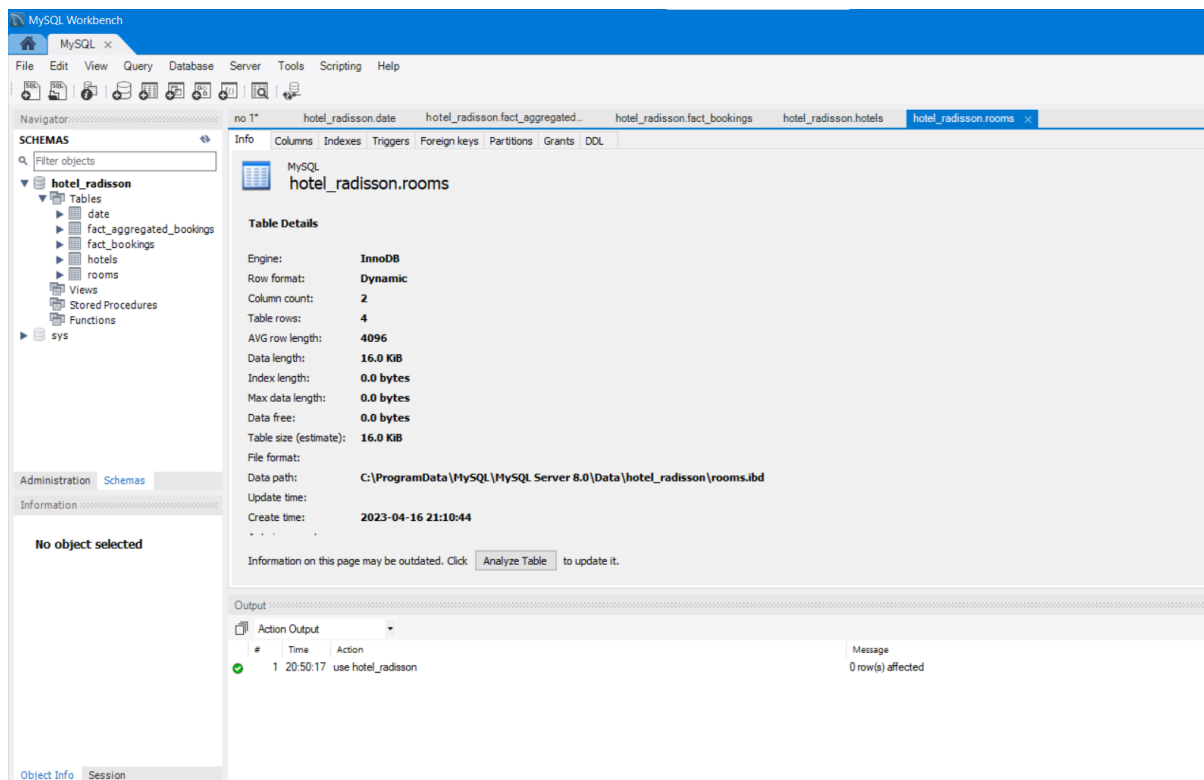 MySQL Workbench
MySQL
File Edit View Query Database Server Tools Scripting Help
Navigator
SCHEMAS
Filter objects
hotel_radisson
Tables
date
fact_aggregated_bookings
fact_bookings
hotels
rooms
Views
Stored Procedures
Functions
sys
Administration Schemas
Information
No object selected
Object Info Session
no 1* hotel_radisson.date hotel_radisson.fact_aggregated... hotel_radisson.fact_bookings hotel_radisson.hotels hotel_radisson.rooms
Info Columns Indexes Triggers Foreign keys Partitions Grants DDL
MySQL
hotel_radisson.rooms
Table Details
Engine: InnoDB
Row format: Dynamic
Column count: 2
Table rows: 4
AVG row length: 4096
Data length: 16.0 KiB
Index length: 0.0 bytes
Max data length: 0.0 bytes
Data free: 0.0 bytes
Table size (estimate): 16.0 KiB
File format:
Data path: C:\ProgramData\MySQL\MySQL Server 8.0\Data\hotel_radisson\rooms.ibd
Update time:
Create time: 2023-04-16 21:10:44
Information on this page may be outdated. Click Analyze Table to update it.
Output
Action Output
# Time Action Message
1 20:50:17 use hotel_radisson 0 row(s) affected